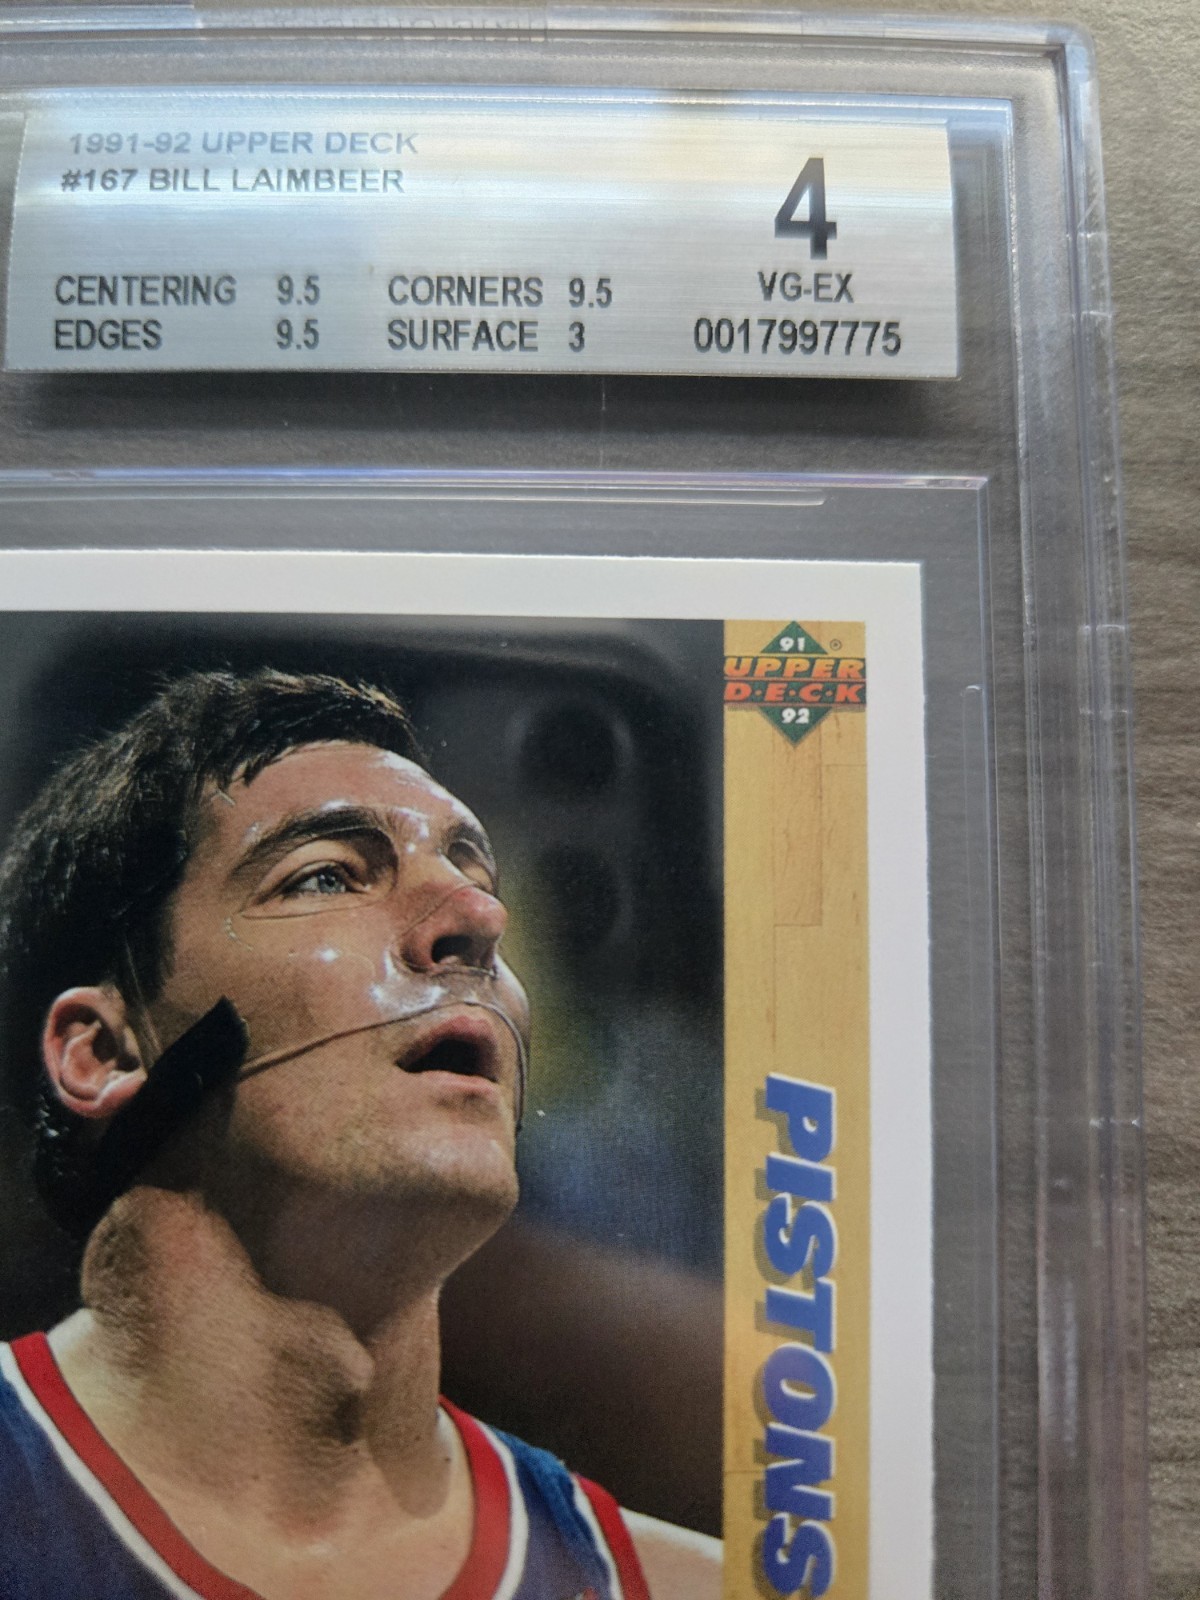 1991-92 UPPER DECK
#167 BILL LAIMBEER
4
VG-EX
CENTERING 9.5 CORNERS 9.5
EDGES 9.5 SURFACE 3
0017997775
91 ®
UPPER
D·E·C·K
92
PISTONS